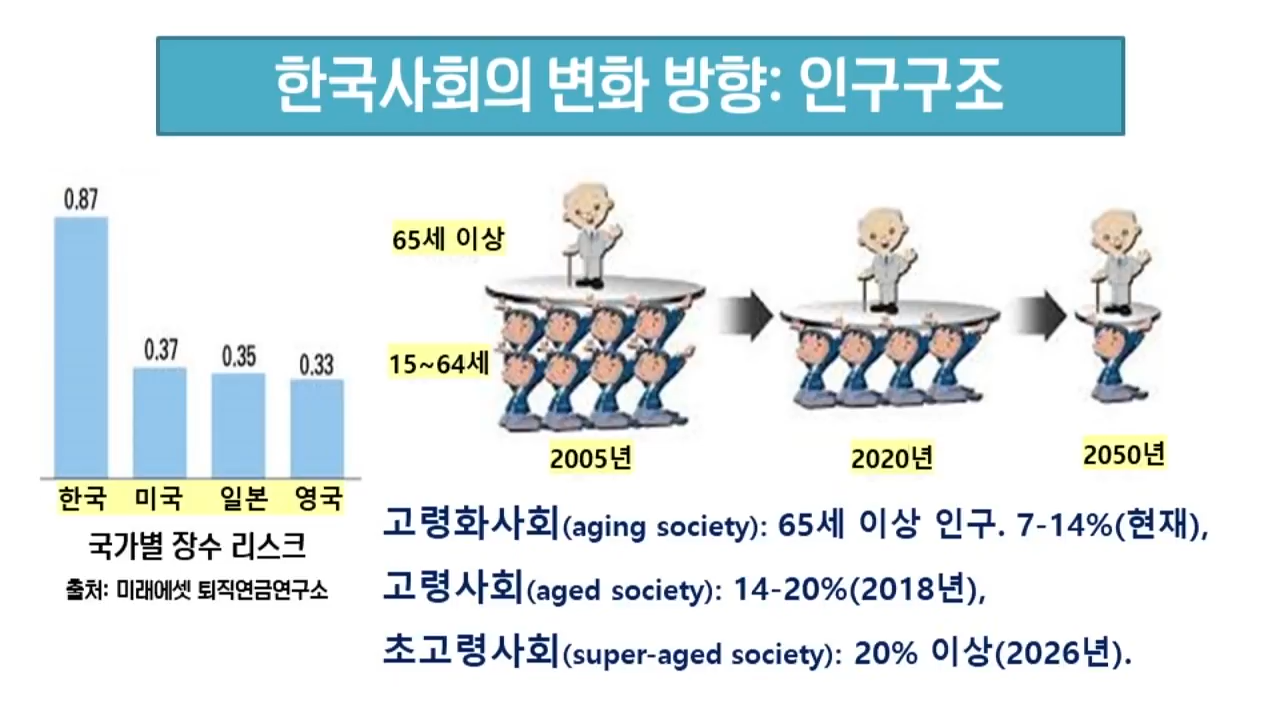 한국사회의 변화 방향: 인구구조
0.87
0.37
0.35
0.33
한국 미국 일본 영국
국가별 장수 리스크
출처: 미래에셋 퇴직연금연구소
65세 이상
15~64세
2005년
2020년
2050년
고령화사회(aging society): 65세 이상 인구. 7-14%(현재),
고령사회(aged society): 14-20%(2018년),
초고령사회(super-aged society): 20% 이상(2026년).